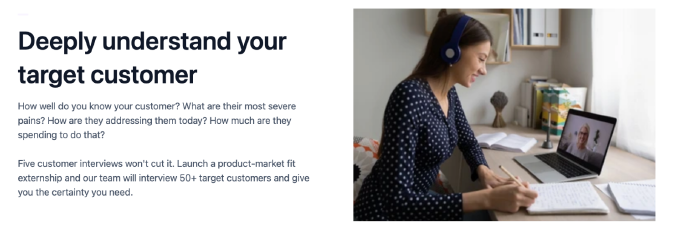 Deeply understand your
target customer
How well do you know your customer? What are their most severe
pains? How are they addressing them today? How much are they
spending to do that?
Five customer interviews won't cut it. Launch a product-market fit
externship and our team will interview 50+ target customers and give
you the certainty you need.